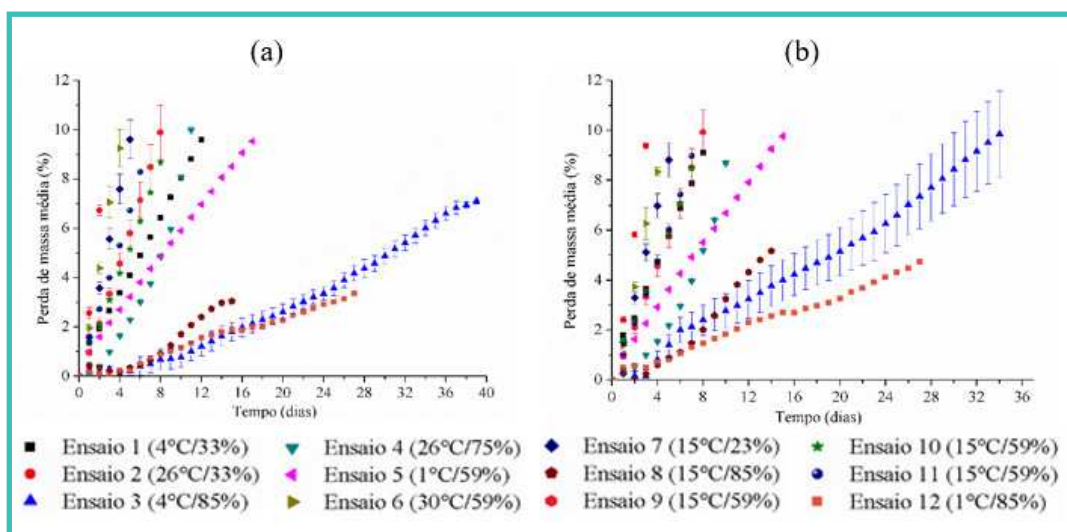 (a)
(b)
12
10
8
6
4
2
0
Perda de massa média (%)
0 4 8 12 16 20 24 28 32 36 40
Tempo (dias)
12
10
8
6
4
2
0
Perda de massa média (%)
0 4 8 12 16 20 24 28 32 36
Tempo (dias)
Ensaio 1 (4°C/33%) Ensaio 4 (26°C/75%) Ensaio 7 (15°C/23%) Ensaio 10 (15°C/59%)
Ensaio 2 (26°C/33%) Ensaio 5 (1°C/59%) Ensaio 8 (15°C/85%) Ensaio 11 (15°C/59%)
Ensaio 3 (4°C/85%) Ensaio 6 (30°C/59%) Ensaio 9 (15°C/59%) Ensaio 12 (1°C/85%)